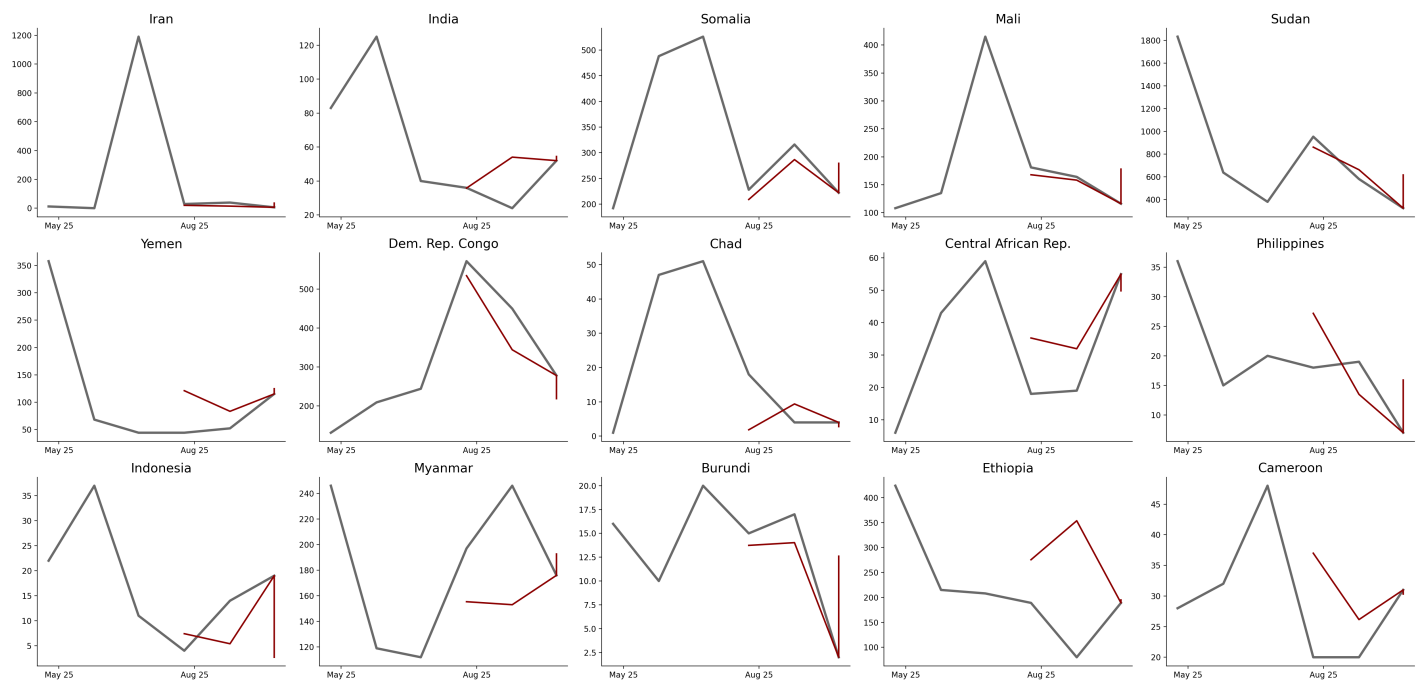 Iran India Somalia Mali Sudan
1200 1000 800 600 400 200 0
May 25 Aug 25
120 100 80 60 40 20
May 25 Aug 25
500 450 400 350 300 250 200
May 25 Aug 25
400 350 300 250 200 150 100
May 25 Aug 25
1800 1600 1400 1200 1000 800 600 400
May 25 Aug 25
Yemen Dem. Rep. Congo Chad Central African Rep. Philippines
350 300 250 200 150 100 50
May 25 Aug 25
500 400 300 200
May 25 Aug 25
50 40 30 20 10 0
May 25 Aug 25
60 50 40 30 20 10
May 25 Aug 25
35 30 25 20 15 10
May 25 Aug 25
Indonesia Myanmar Burundi Ethiopia Cameroon
35 30 25 20 15 10 5
May 25 Aug 25
240 220 200 180 160 140 120
May 25 Aug 25
20.0 17.5 15.0 12.5 10.0 7.5 5.0 2.5
May 25 Aug 25
400 350 300 250 200 150 100
May 25 Aug 25
45 40 35 30 25 20
May 25 Aug 25